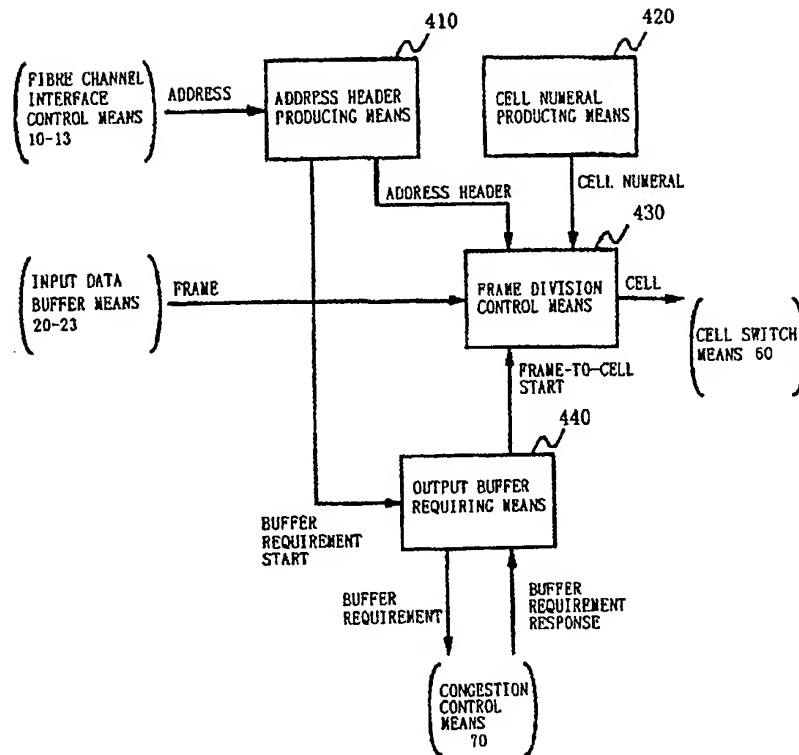 410
420
FIBRE CHANNEL
INTERFACE
CONTROL MEANS
10-13
ADDRESS
ADDRESS HEADER
PRODUCING MEANS
CELL NUMERAL
PRODUCING MEANS
ADDRESS HEADER
CELL NUMERAL
430
INPUT DATA
BUFFER MEANS
20-23
FRAME
FRAME DIVISION
CONTROL MEANS
CELL
CELL SWITCH
MEANS 60
FRAME-TO-CELL
START
440
OUTPUT BUFFER
REQUIRING MEANS
BUFFER
REQUIREMENT
START
BUFFER
REQUIREMENT
BUFFER
REQUIREMENT
RESPONSE
CONGESTION
CONTROL
MEANS
70